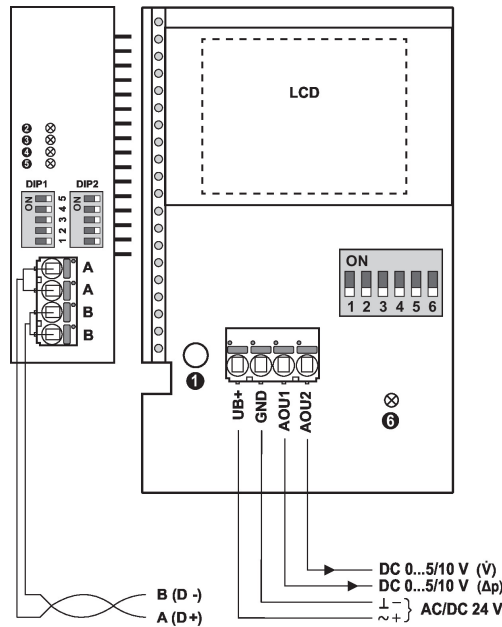 LCD
❷
❸
❹
❺
DIP1 DIP2
ON 1 2 3 4 5 ON
A
A
B
B
ON
1 2 3 4 5 6
❶
❻
UB+ GND AOU1 AOU2
DC 0...5/10 V (V̇)
DC 0...5/10 V (Δp)
B (D -)
⊥ −
A (D+)
~ +
} AC/DC 24 V